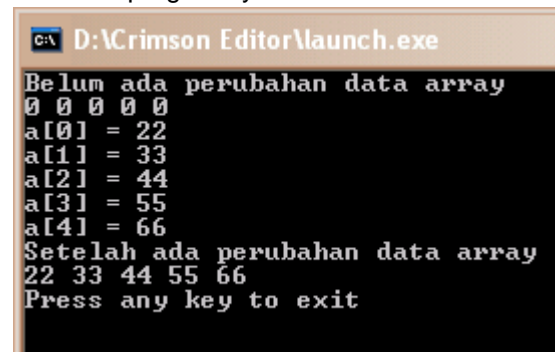 D:\Crimson Editor\launch.exe
Belum ada perubahan data array
0 0 0 0 0
a[0] = 22
a[1] = 33
a[2] = 44
a[3] = 55
a[4] = 66
Setelah ada perubahan data array
22 33 44 55 66
Press any key to exit